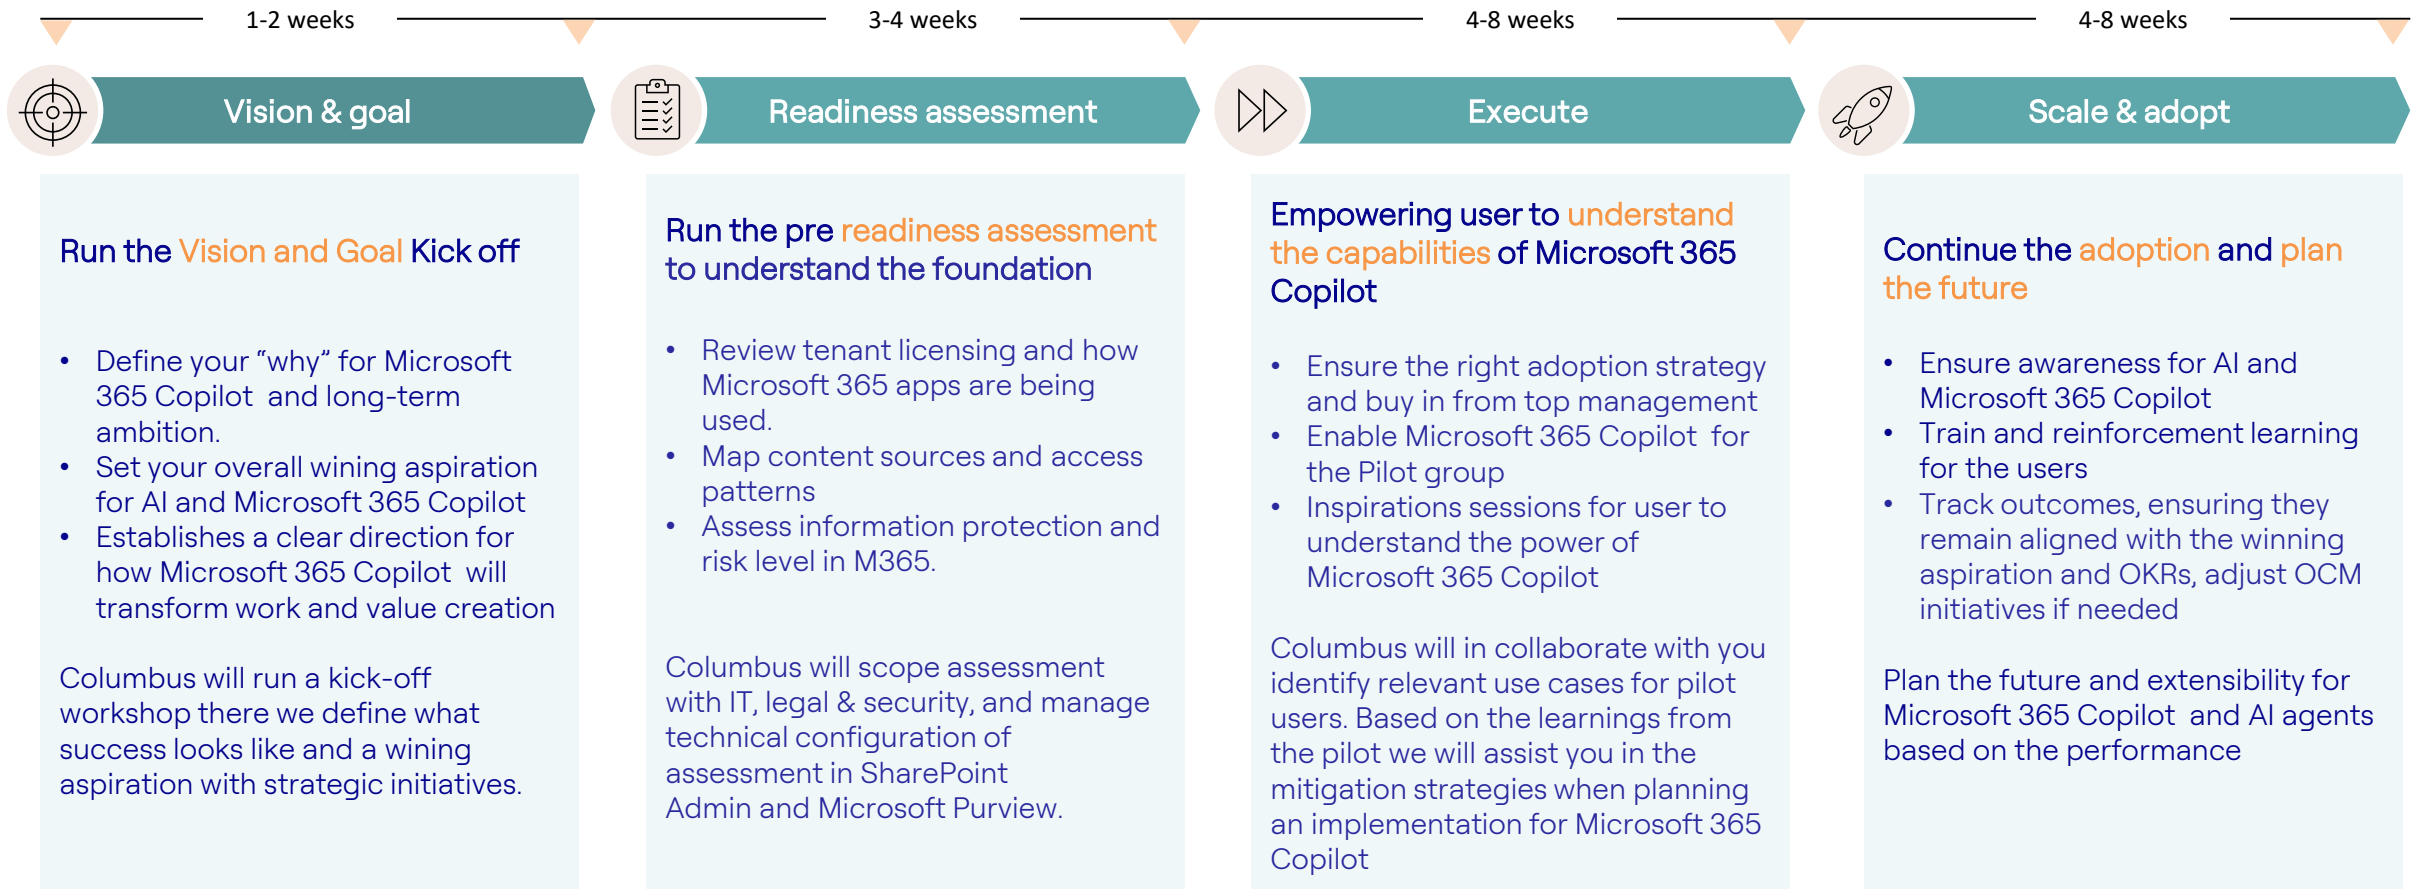 1-2 weeks
3-4 weeks
4-8 weeks
4-8 weeks
Vision & goal
Readiness assessment
Execute
Scale & adopt
Run the Vision and Goal Kick off
• Define your “why” for Microsoft
365 Copilot and long-term
ambition.
• Set your overall wining aspiration
for AI and Microsoft 365 Copilot
• Establishes a clear direction for
how Microsoft 365 Copilot will
transform work and value creation
Columbus will run a kick-off
workshop there we define what
success looks like and a wining
aspiration with strategic initiatives.
Run the pre readiness assessment
to understand the foundation
• Review tenant licensing and how
Microsoft 365 apps are being
used.
• Map content sources and access
patterns
• Assess information protection and
risk level in M365.
Columbus will scope assessment
with IT, legal & security, and manage
technical configuration of
assessment in SharePoint
Admin and Microsoft Purview.
Empowering user to understand
the capabilities of Microsoft 365
Copilot
• Ensure the right adoption strategy
and buy in from top management
• Enable Microsoft 365 Copilot for
the Pilot group
• Inspirations sessions for user to
understand the power of
Microsoft 365 Copilot
Columbus will in collaborate with you
identify relevant use cases for pilot
users. Based on the learnings from
the pilot we will assist you in the
mitigation strategies when planning
an implementation for Microsoft 365
Copilot
Continue the adoption and plan
the future
• Ensure awareness for AI and
Microsoft 365 Copilot
• Train and reinforcement learning
for the users
• Track outcomes, ensuring they
remain aligned with the winning
aspiration and OKRs, adjust OCM
initiatives if needed
Plan the future and extensibility for
Microsoft 365 Copilot and AI agents
based on the performance